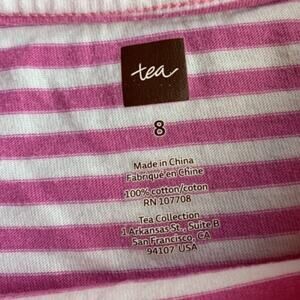 tea
8
Made in China
Fabriqué en Chine
100% cotton/coton
RN 107708
Tea Collection
1 Arkansas St., Suite B
San Francisco, CA
94107 USA